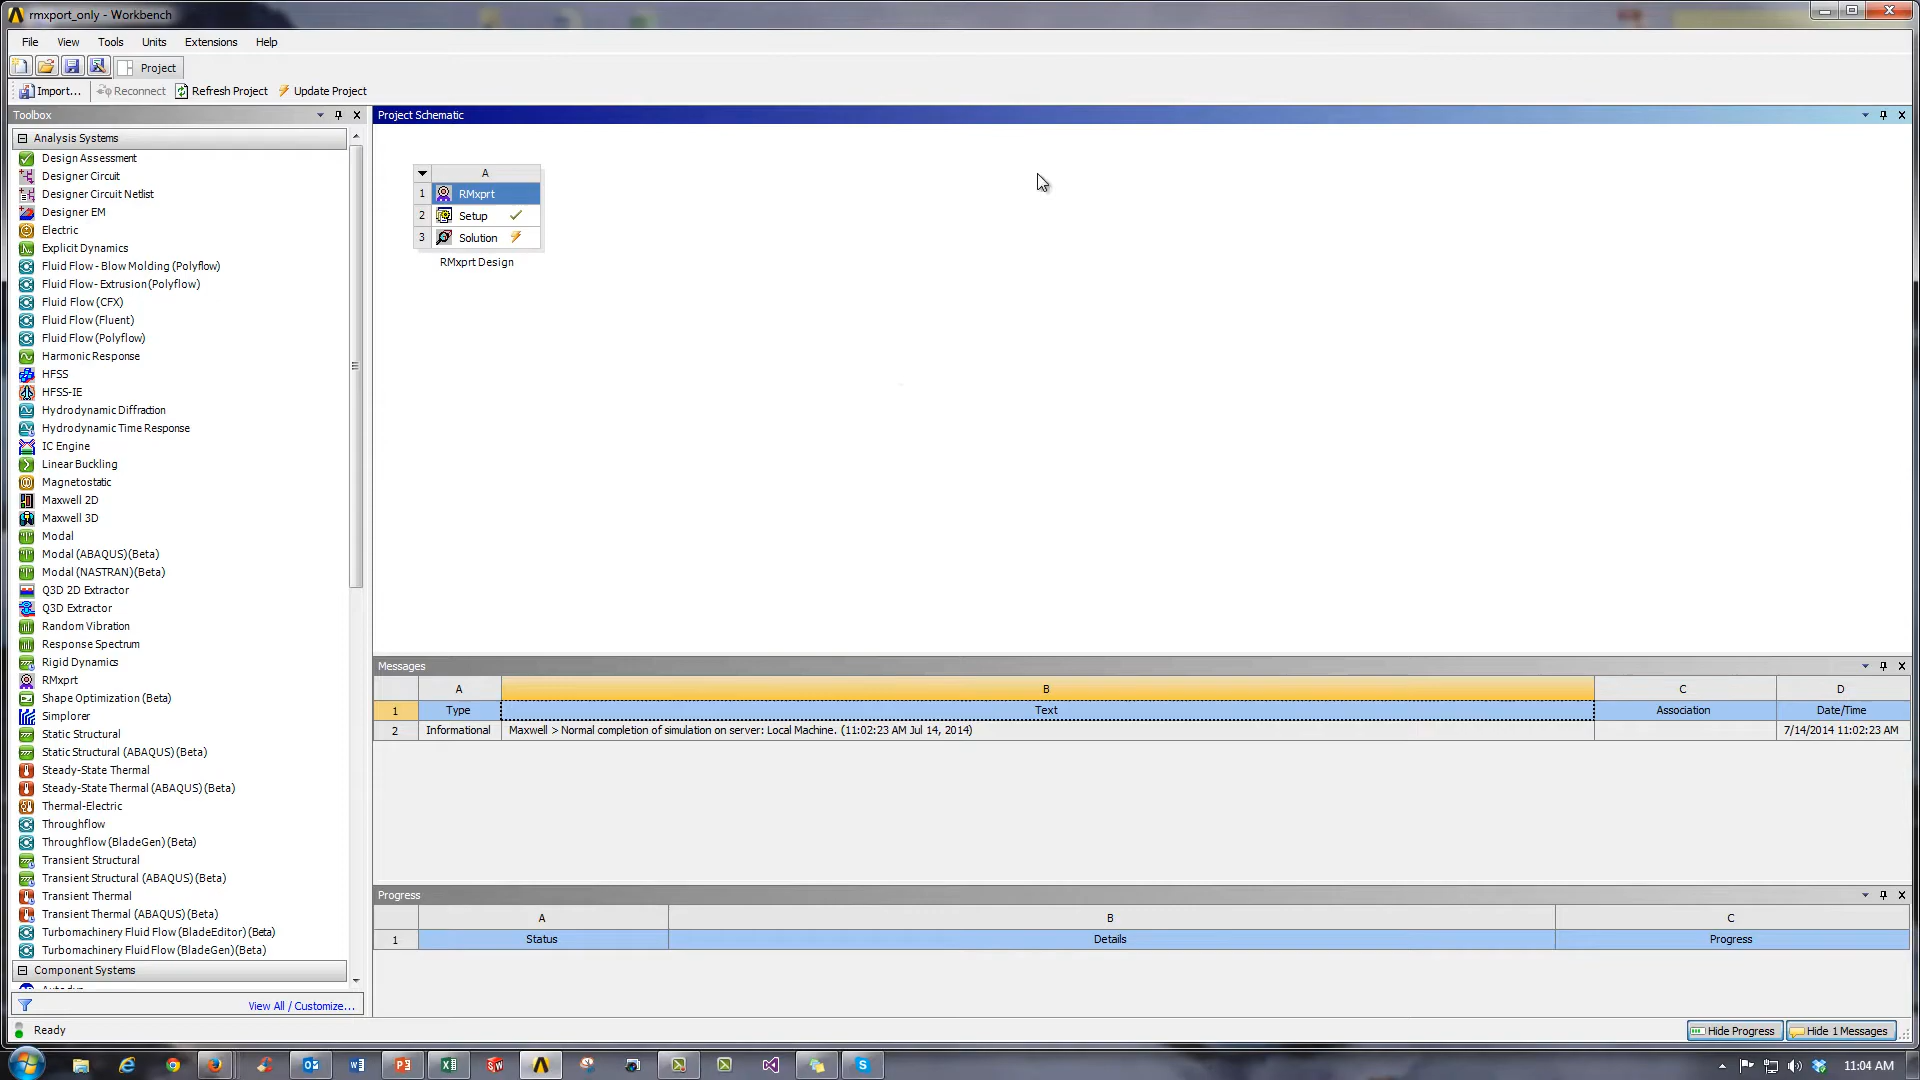 rmxport_only - Workbench
File View Tools Units Extensions Help
Project
Import... Reconnect Refresh Project Update Project
Toolbox
Analysis Systems
Design Assessment
Designer Circuit
Designer Circuit Netlist
Designer EM
Electric
Explicit Dynamics
Fluid Flow - Blow Molding (Polyflow)
Fluid Flow- Extrusion (Polyflow)
Fluid Flow (CFX)
Fluid Flow (Fluent)
Fluid Flow (Polyflow)
Harmonic Response
HFSS
HFSS-IE
Hydrodynamic Diffraction
Hydrodynamic Time Response
IC Engine
Linear Buckling
Magnetostatic
Maxwell 2D
Maxwell 3D
Modal
Modal (ABAQUS)(Beta)
Modal (NASTRAN)(Beta)
Q3D 2D Extractor
Q3D Extractor
Random Vibration
Response Spectrum
Rigid Dynamics
RMxprt
Shape Optimization (Beta)
Simplorer
Static Structural
Static Structural (ABAQUS) (Beta)
Steady-State Thermal
Steady-State Thermal (ABAQUS)(Beta)
Thermal-Electric
Throughflow
Throughflow (BladeGen) (Beta)
Transient Structural
Transient Structural (ABAQUS) (Beta)
Transient Thermal
Transient Thermal (ABAQUS) (Beta)
Turbomachinery Fluid Flow (BladeEditor) (Beta)
Turbomachinery Fluid Flow (BladeGen)(Beta)
Component Systems
View All / Customize...
Project Schematic
A
1 RMxprt
2 Setup
3 Solution
RMxprt Design
Messages
A B C D
1 Type Text Association Date/Time
2 Informational Maxwell > Normal completion of simulation on server: Local Machine. (11:02:23 AM Jul 14, 2014) 7/14/2014 11:02:23 AM
Progress
A B C
1 Status Details Progress
Ready Hide Progress Hide 1 Messages
11:04 AM